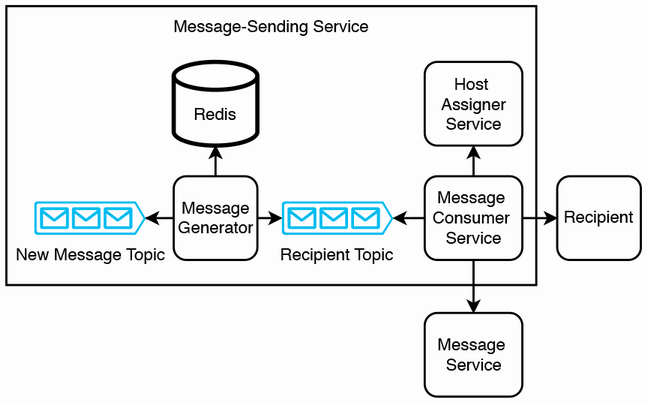 Message-Sending Service
Redis
Host
Assigner
Service
Message
Generator
Message
Consumer
Service
Recipient
New Message Topic
Recipient Topic
Message
Service